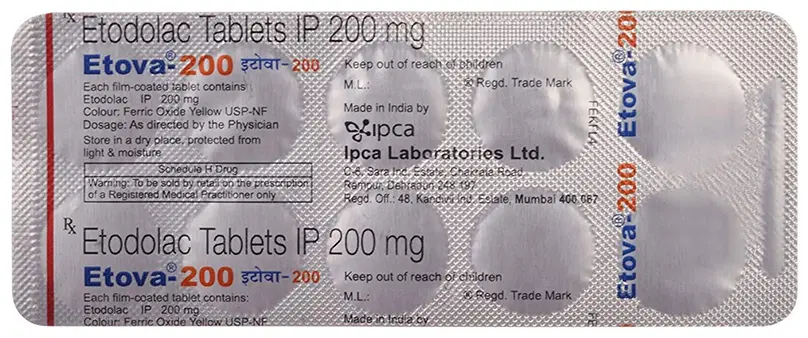 Rx
Etodolac Tablets IP 200 mg
Etova®-200 इटोवा-200
Each film-coated tablet contains
Etodolac IP 200 mg
Colour: Ferric Oxide Yellow USP-NF
Dosage: As directed by the Physician
Store in a dry place, protected from
light & moisture
Schedule H Drug
Warning: To be sold by retail on the prescription
of a Registered Medical Practitioner only
Keep out of reach of children
M.L.:
® Regd. Trade Mark
Made in India by
ipca
Ipca Laboratories Ltd.
C-6, Sara Ind. Estate, Chakrata Road
Rampur, Dehradun 248 197
Regd. Off.: 48, Kandivli Ind. Estate, Mumbai 400 067
Etova®-20
Etova®-200
Rx
Etodolac Tablets IP 200 mg
Etova®-200 इटोवा-200
Each film-coated tablet contains:
Etodolac IP 200 mg
Colour: Ferric Oxide Yellow USP-NF
Keep out of reach of children
M.L.:
® Regd. Trade Mark
Made in India by